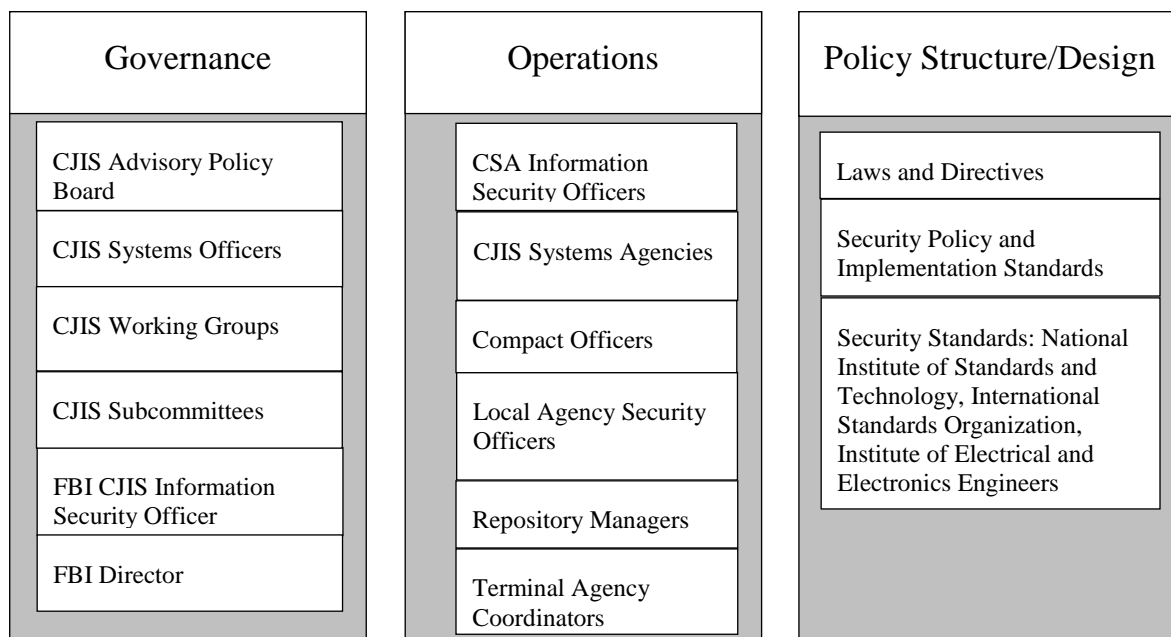 Governance
CJIS Advisory Policy
Board
CJIS Systems Officers
CJIS Working Groups
CJIS Subcommittees
FBI CJIS Information
Security Officer
FBI Director
Operations
CSA Information
Security Officers
CJIS Systems Agencies
Compact Officers
Local Agency Security
Officers
Repository Managers
Terminal Agency
Coordinators
Policy Structure/Design
Laws and Directives
Security Policy and
Implementation Standards
Security Standards: National
Institute of Standards and
Technology, International
Standards Organization,
Institute of Electrical and
Electronics Engineers